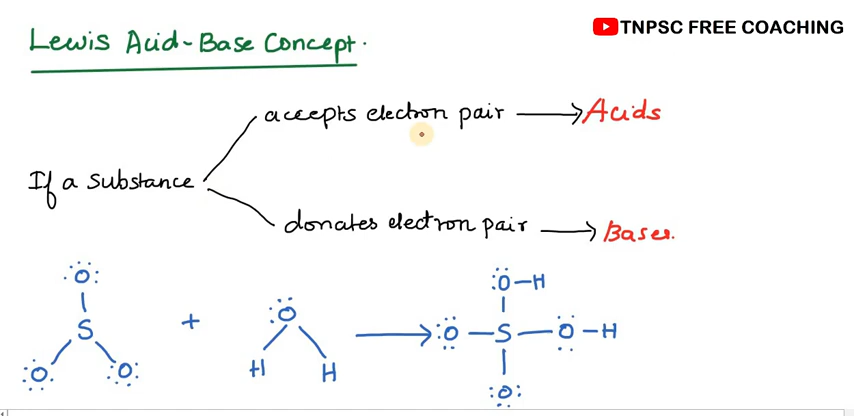 Lewis Acid-Base Concept.
TNPSC FREE COACHING
accepts electron pair → Acids
If a substance
donates electron pair → Bases.
:Ö: + :Ö → :Ö-H
S :Ö - S - Ö - H
:O: :O: H H :O: